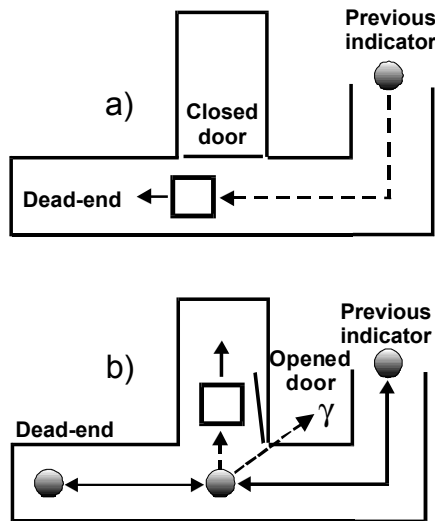 Previous
indicator
a)
Closed
door
Dead-end
Previous
indicator
b)
Opened
door
γ
Dead-end